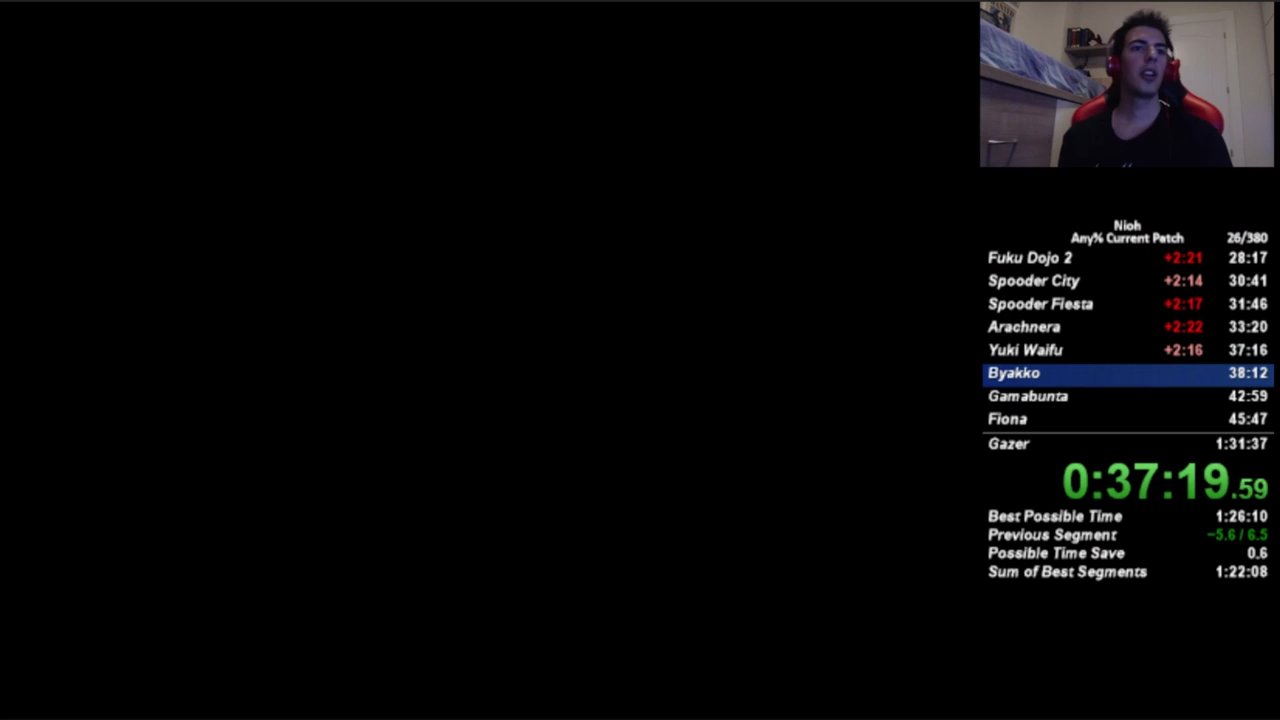 Nioh
Any% Current Patch 26/380
Fuku Dojo 2 +2:21 28:17
Spooder City +2:14 30:41
Spooder Fiesta +2:17 31:46
Arachnera +2:22 33:20
Yuki Waifu +2:16 37:16
Byakko 38:12
Gamabunta 42:59
Fiona 45:47
Gazer 1:31:37
0:37:19.59
Best Possible Time 1:26:10
Previous Segment −5.6 / 6.5
Possible Time Save 0.6
Sum of Best Segments 1:22:08